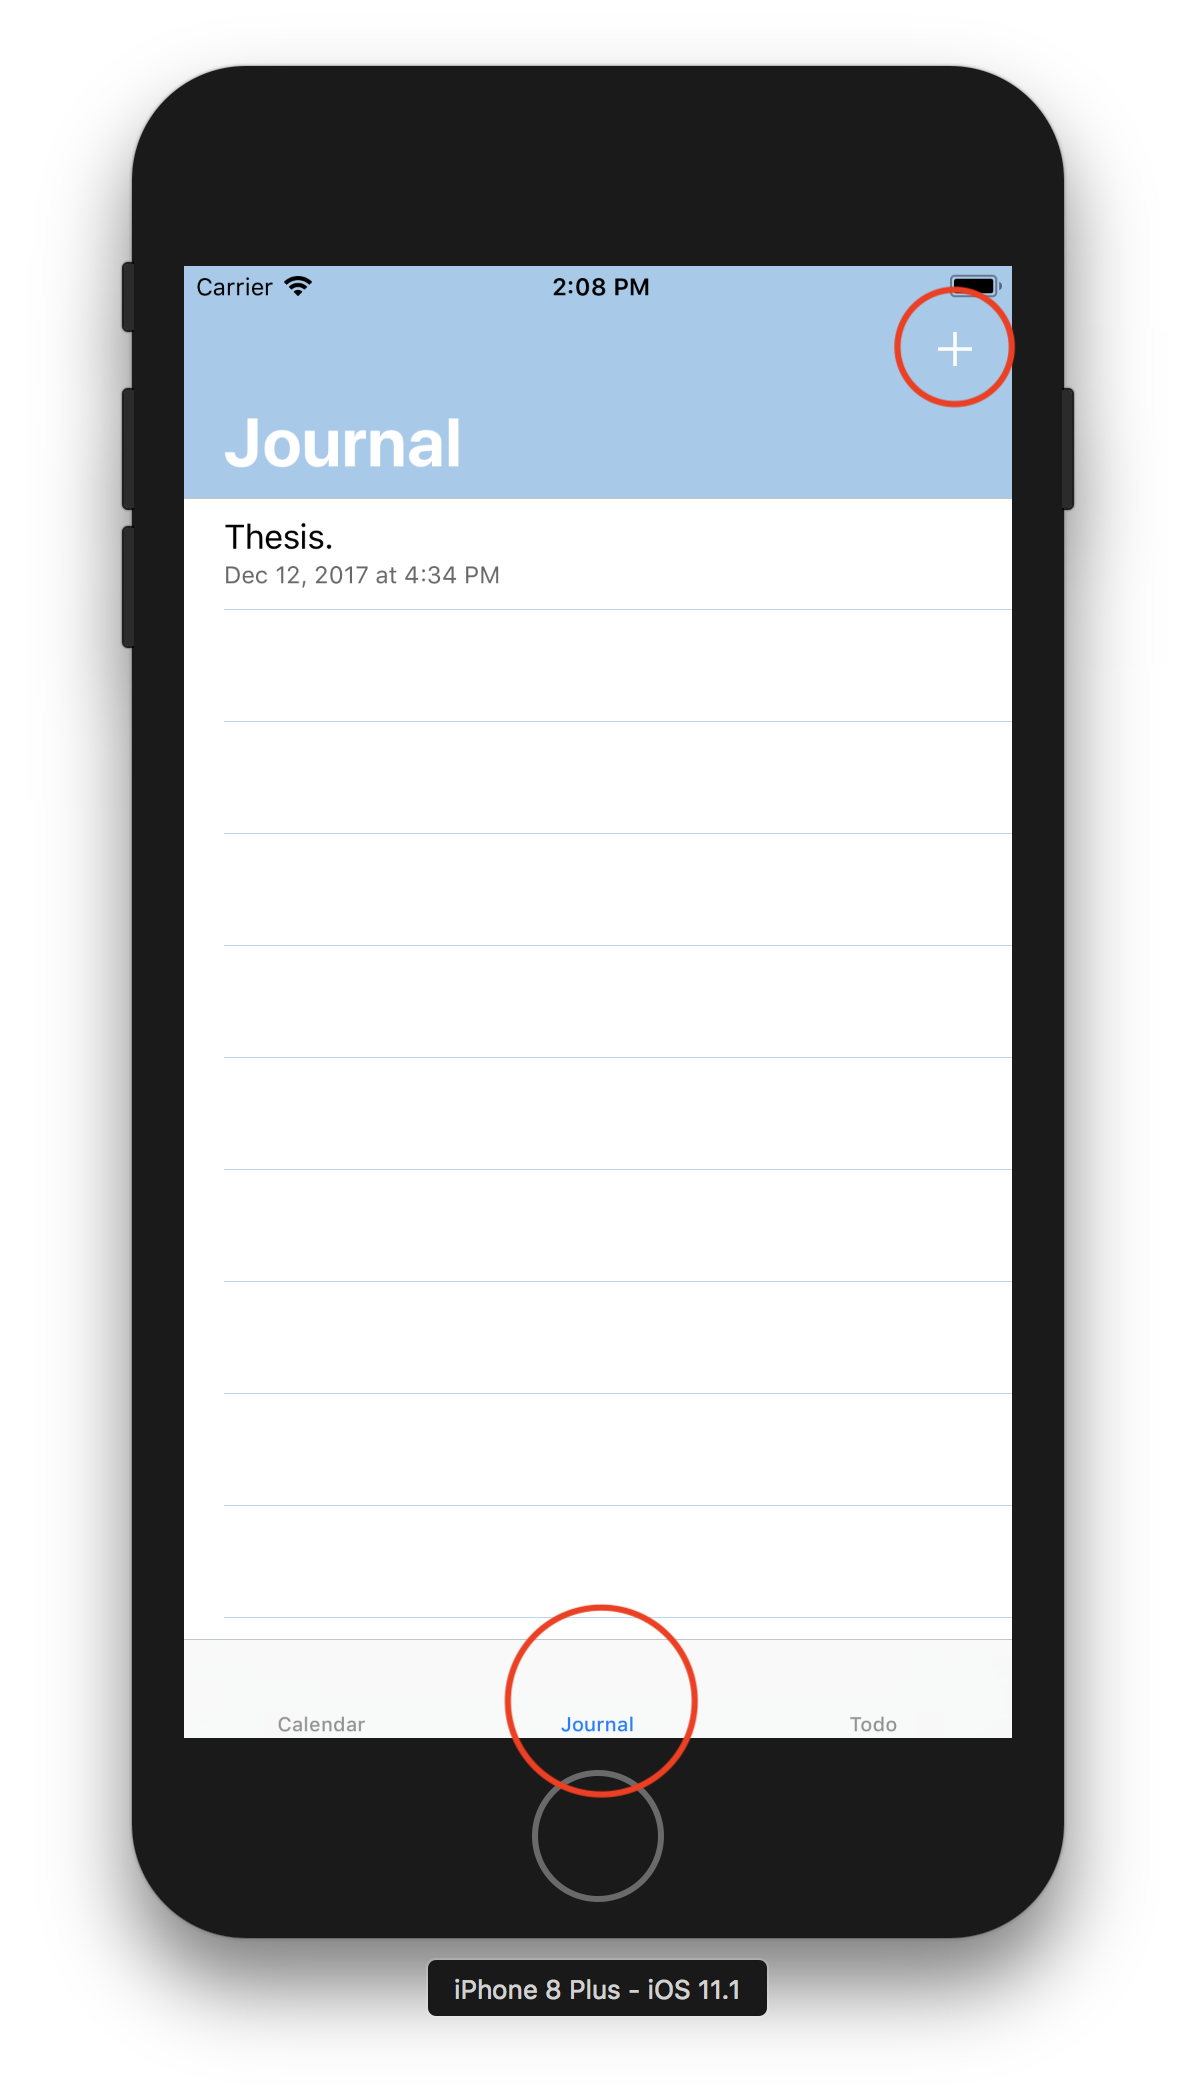 Carrier 2:08 PM
Journal
Thesis.
Dec 12, 2017 at 4:34 PM
Calendar Journal Todo
iPhone 8 Plus - iOS 11.1